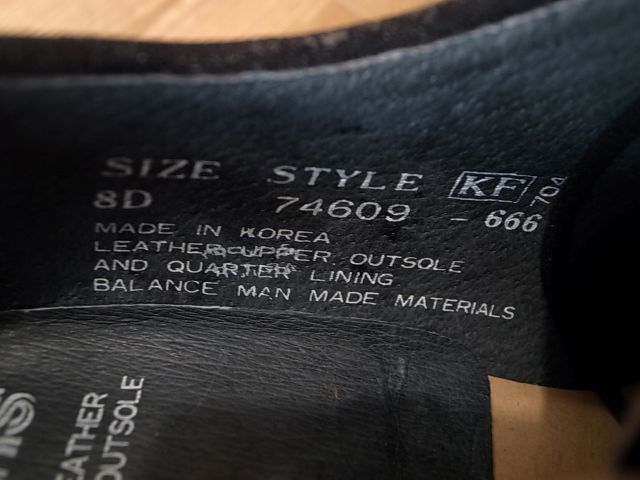 SIZE STYLE KF 704
8D 74609 - 666
MADE IN KOREA
LEATHER UPPER OUTSOLE
AND QUARTER LINING
BALANCE MAN MADE MATERIALS
EATHER
OUTSOLE